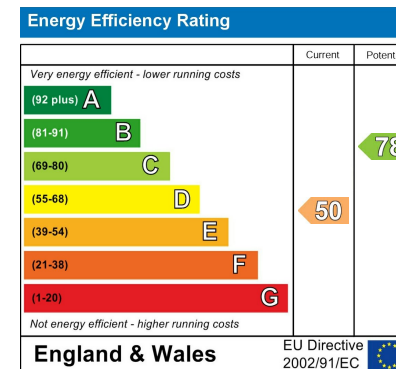 Energy Efficiency Rating
Current Potent
Very energy efficient - lower running costs
(92 plus) A
(81-91) B
(69-80) C
78
(55-68) D
50
(39-54) E
(21-38) F
(1-20) G
Not energy efficient - higher running costs
England & Wales
EU Directive
2002/91/EC